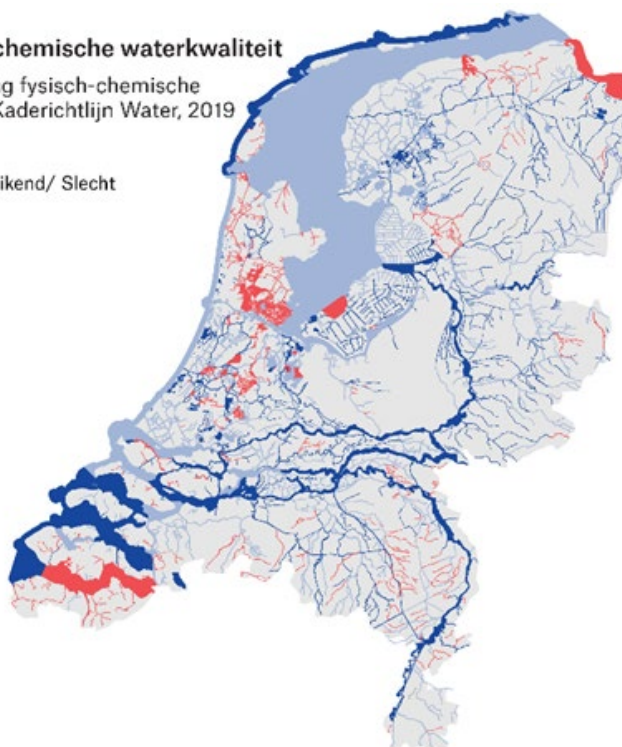 chemische waterkwaliteit
g fysisch-chemische
Kaderichtlijn Water, 2019
ikend/ Slecht